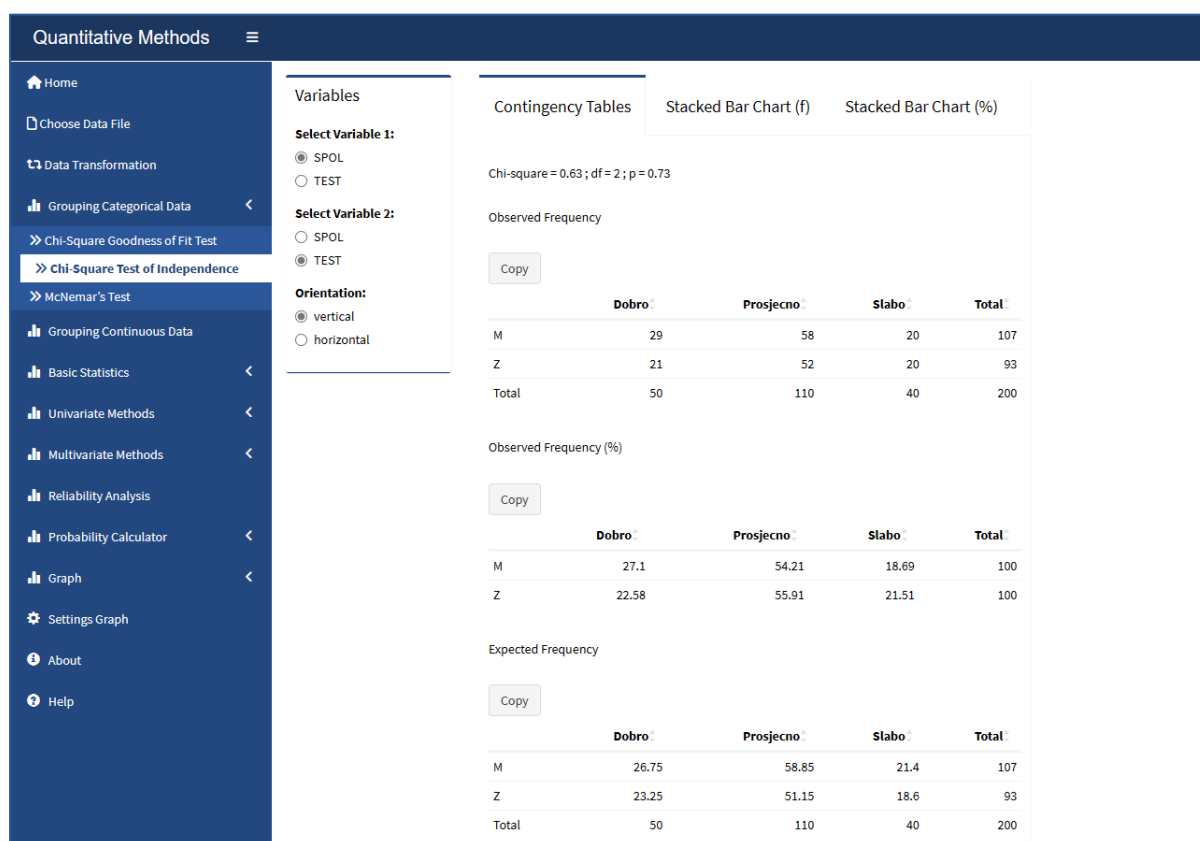 Quantitative Methods
Home
Choose Data File
Data Transformation
Grouping Categorical Data
Chi-Square Goodness of Fit Test
Chi-Square Test of Independence
McNemar's Test
Grouping Continuous Data
Basic Statistics
Univariate Methods
Multivariate Methods
Reliability Analysis
Probability Calculator
Graph
Settings Graph
About
Help
Variables
Select Variable 1:
SPOL
TEST
Select Variable 2:
SPOL
TEST
Orientation:
vertical
horizontal
Contingency Tables Stacked Bar Chart (f) Stacked Bar Chart (%)
Chi-square = 0.63 ; df = 2 ; p = 0.73
Observed Frequency
Copy
Dobro Prosjecno Slabo Total
M 29 58 20 107
Z 21 52 20 93
Total 50 110 40 200
Observed Frequency (%)
Copy
Dobro Prosjecno Slabo Total
M 27.1 54.21 18.69 100
Z 22.58 55.91 21.51 100
Expected Frequency
Copy
Dobro Prosjecno Slabo Total
M 26.75 58.85 21.4 107
Z 23.25 51.15 18.6 93
Total 50 110 40 200